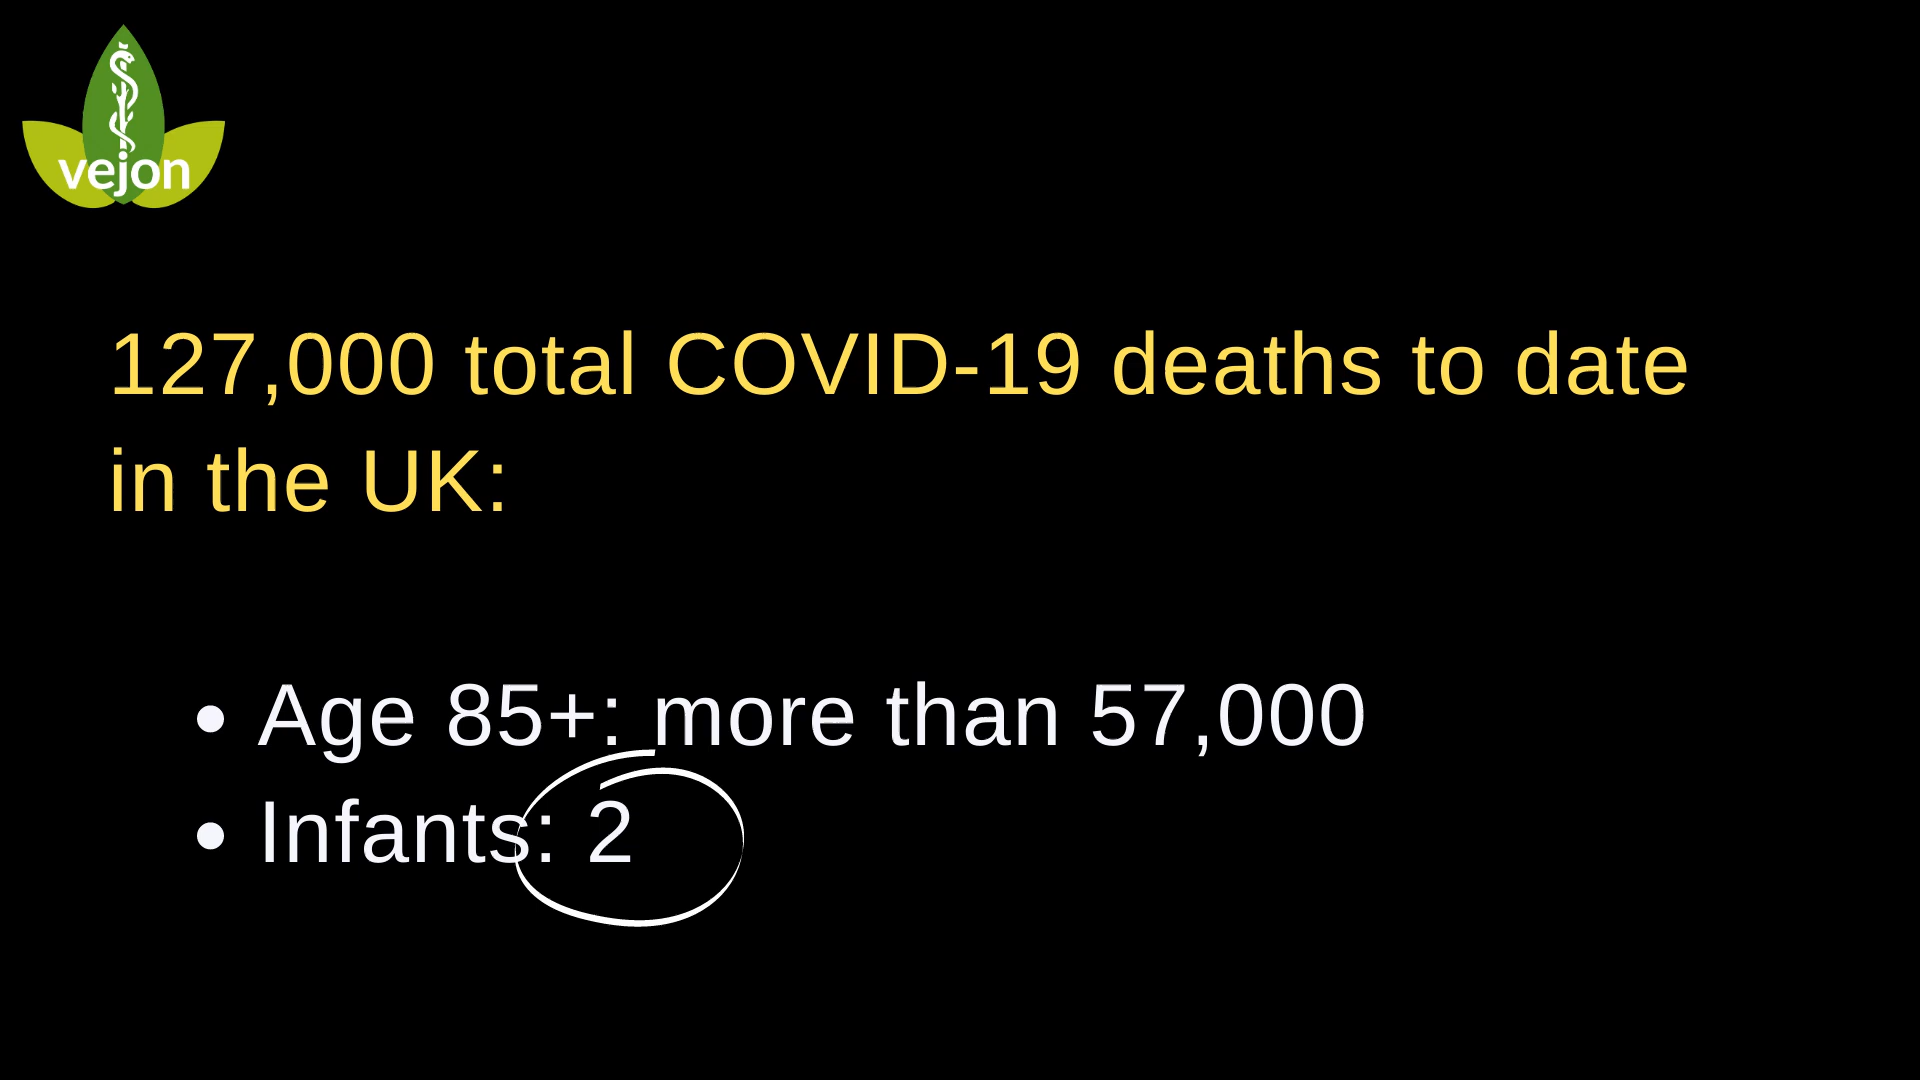 vejon
127,000 total COVID-19 deaths to date
in the UK:
• Age 85+: more than 57,000
• Infants: 2